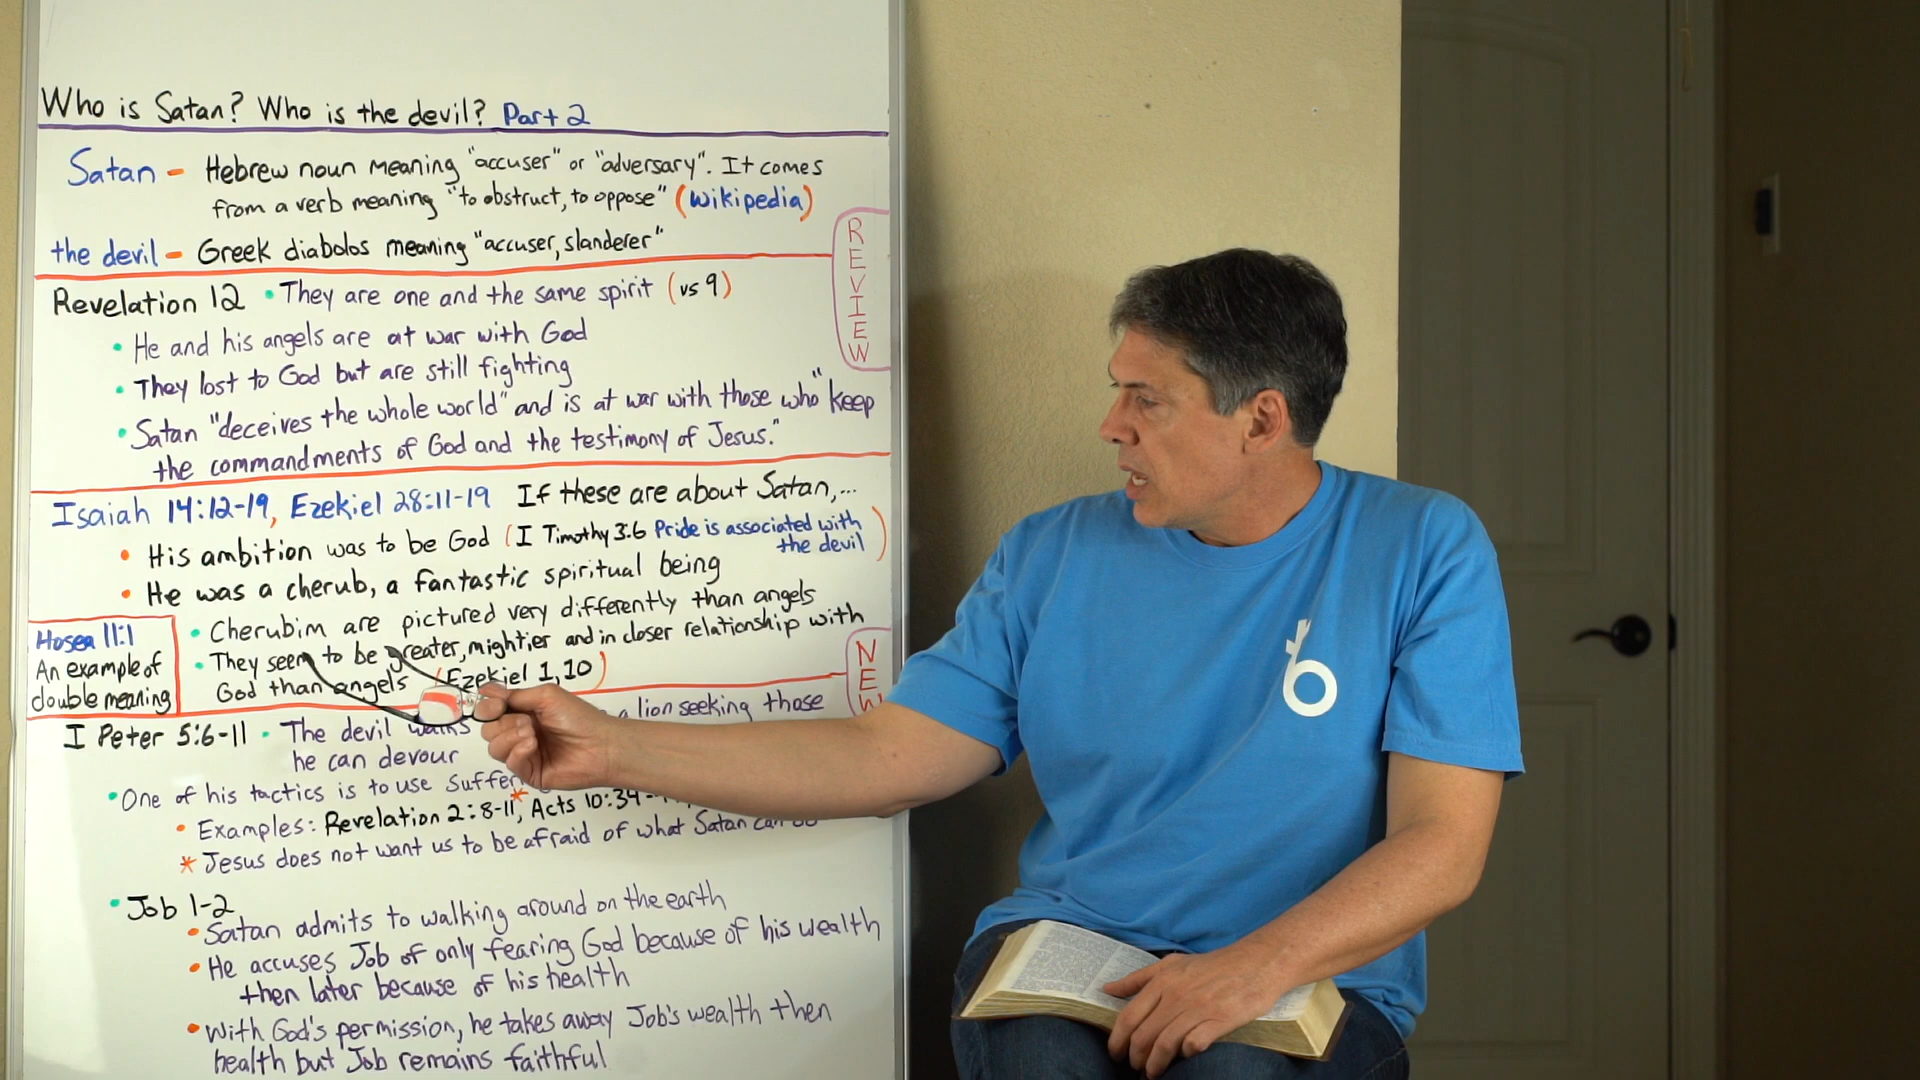 Who is Satan? Who is the devil? Part 2
Satan - Hebrew noun meaning "accuser" or "adversary". It comes
from a verb meaning "to obstruct, to oppose" (wikipedia)
the devil - Greek diabolos meaning "accuser, slanderer"
REVIEW
Revelation 12 • They are one and the same spirit (vs 9)
• He and his angels are at war with God
• They lost to God but are still fighting
• Satan "deceives the whole world" and is at war with those who "keep
the commandments of God and the testimony of Jesus."
Isaiah 14:12-19, Ezekiel 28:11-19 If these are about Satan,...
• His ambition was to be God (I Timothy 3:6 Pride is associated with
the devil)
• He was a cherub, a fantastic spiritual being
• Cherubim are pictured very differently than angels
• They seem to be greater, mightier and in closer relationship with
God than angels (Ezekiel 1, 10)
Hosea 11:1
An example of
double meaning
NEW
I Peter 5:6-11 • The devil walks a lion seeking those
he can devour
• One of his tactics is to use
• Examples: Revelation 2:8-11*, Acts 10:34-
* Jesus does not want us to be afraid of what Satan can do
• Job 1-2
• Satan admits to walking around on the earth
• He accuses Job of only fearing God because of his wealth
then later because of his health
• With God's permission, he takes away Job's wealth then
health but Job remains faithful